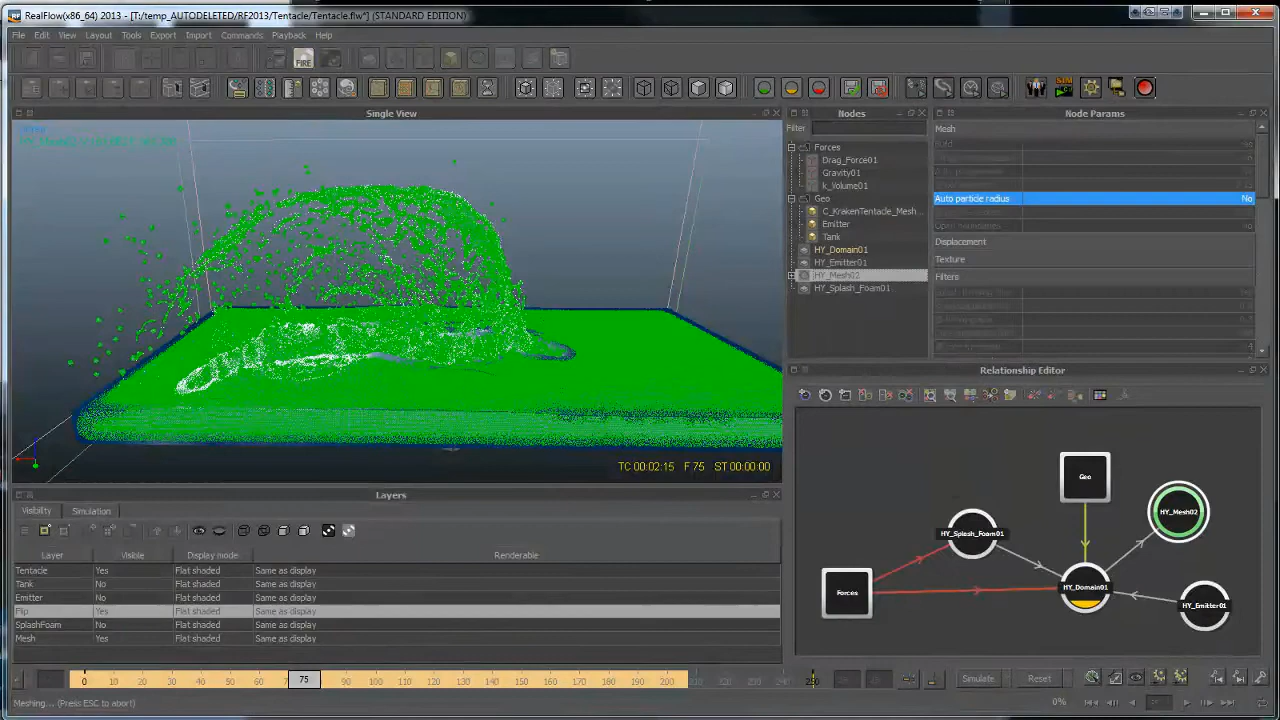 RealFlow(x86_64) 2013 - [T:/temp_AUTODELETED/RF2013/Tentacle/Tentacle.flw*] (STANDARD EDITION)
File Edit View Layout Tools Export Import Commands Playback Help
FIRE
SIM
Single View
Nodes
Node Params
Filter
Mesh
Forces
Drag_Force01
Gravity01
k_Volume01
Geo
C_KrakenTentacle_Mesh...
Emitter
Tank
HY_Domain01
HY_Emitter01
HY_Mesh02
HY_Splash_Foam01
Auto particle radius No
Displacement
Texture
Filters
TC 00:02:15 F 75 ST 00:00:00
Relationship Editor
Geo
HY_Mesh02
HY_Splash_Foam01
Forces
HY_Domain01
HY_Emitter01
Layers
Visibility Simulation
Layer Visible Display mode Renderable
Tentacle Yes Flat shaded Same as display
Tank No Flat shaded Same as display
Emitter No Flat shaded Same as display
Flip Yes Flat shaded Same as display
SplashFoam No Flat shaded Same as display
Mesh Yes Flat shaded Same as display
0 10 20 30 40 50 60 75 90 100 110 120 130 140 150 160 170 180 190 200 210 220 230 240 250
Simulate Reset
Meshing... (Press ESC to abort)
0%